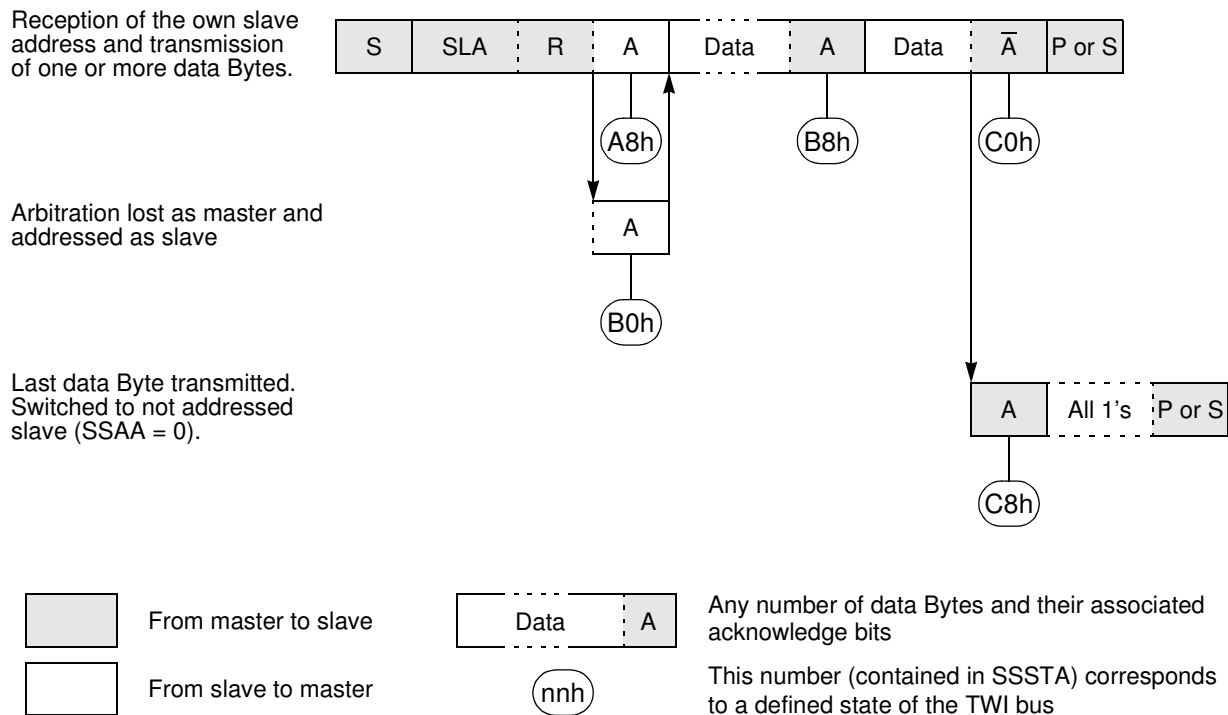 Reception of the own slave
address and transmission
of one or more data Bytes.
S SLA R A Data A Data A̅ P or S
A8h B8h C0h
Arbitration lost as master and
addressed as slave
A
B0h
Last data Byte transmitted.
Switched to not addressed
slave (SSAA = 0).
A All 1's P or S
C8h
From master to slave
Data A
Any number of data Bytes and their associated
acknowledge bits
From slave to master
nnh
This number (contained in SSSTA) corresponds
to a defined state of the TWI bus